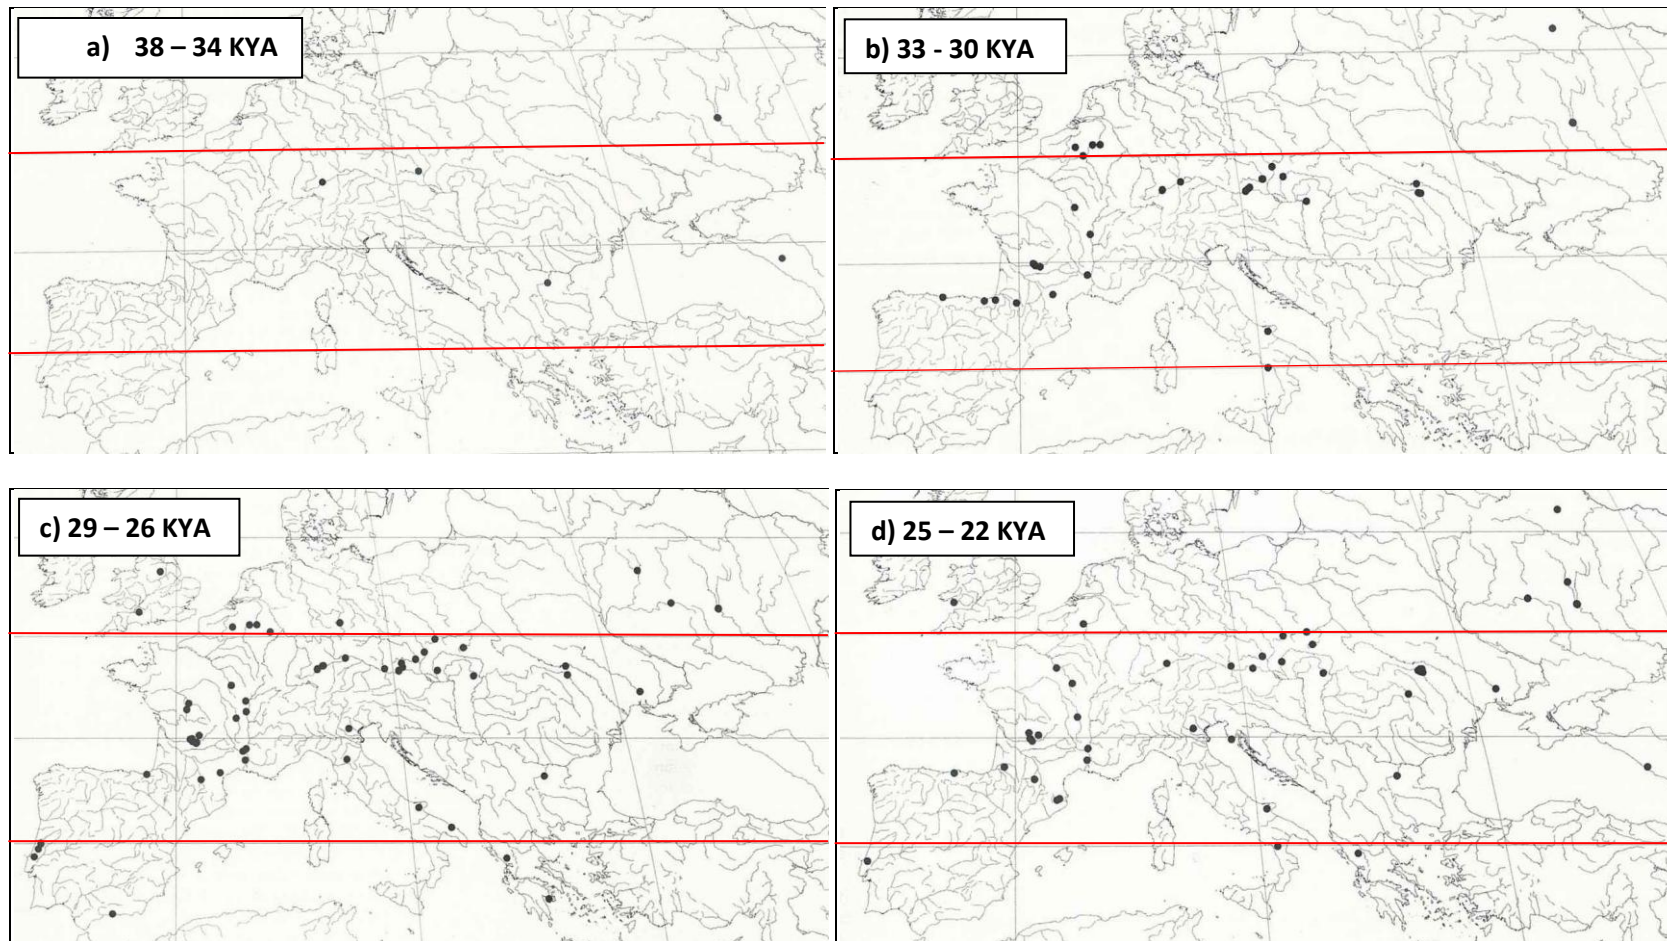 a) 38 – 34 KYA
b) 33 - 30 KYA
c) 29 – 26 KYA
d) 25 – 22 KYA